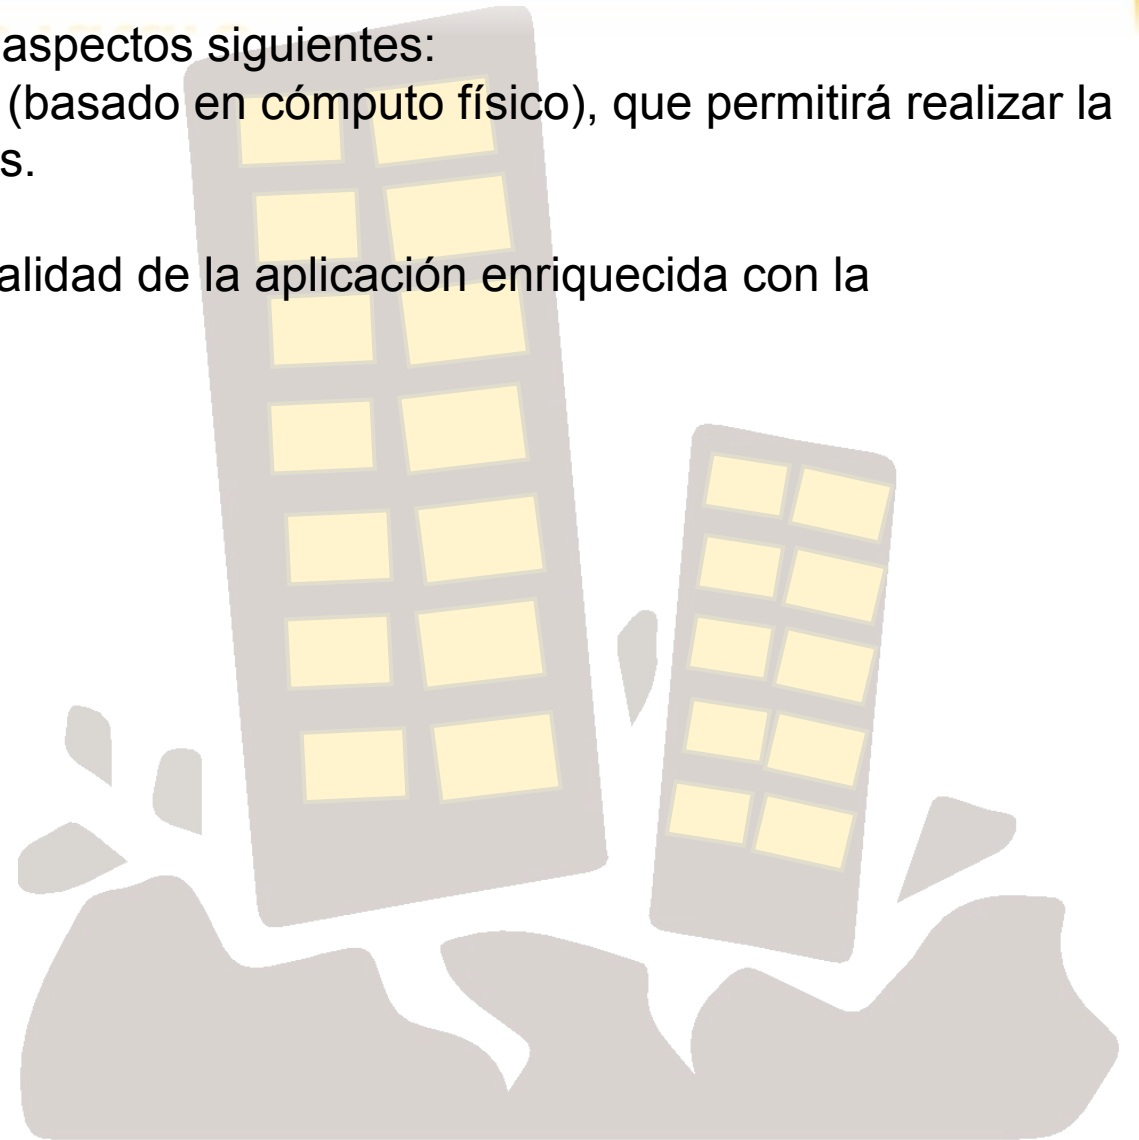 aspectos siguientes:
(basado en cómputo físico), que permitirá realizar la
s.
alidad de la aplicación enriquecida con la